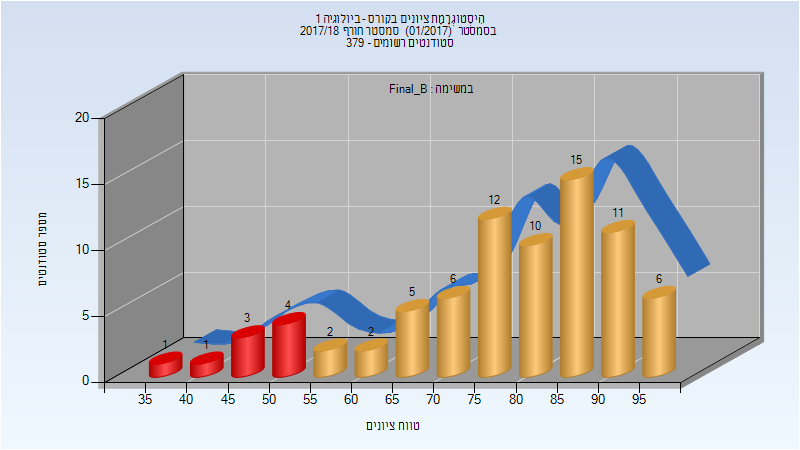 היסטוגרמת ציונים בקורס - ביולוגיה 1
בסמסטר (01/2017) סמסטר חורף 2017/18
סטודנטים רשומים - 379
במשימה : Final_B
מספר סטודנטים
20
15
10
5
0
1
1
3
4
2
2
5
6
12
10
15
11
6
35 40 45 50 55 60 65 70 75 80 85 90 95
טווח ציונים